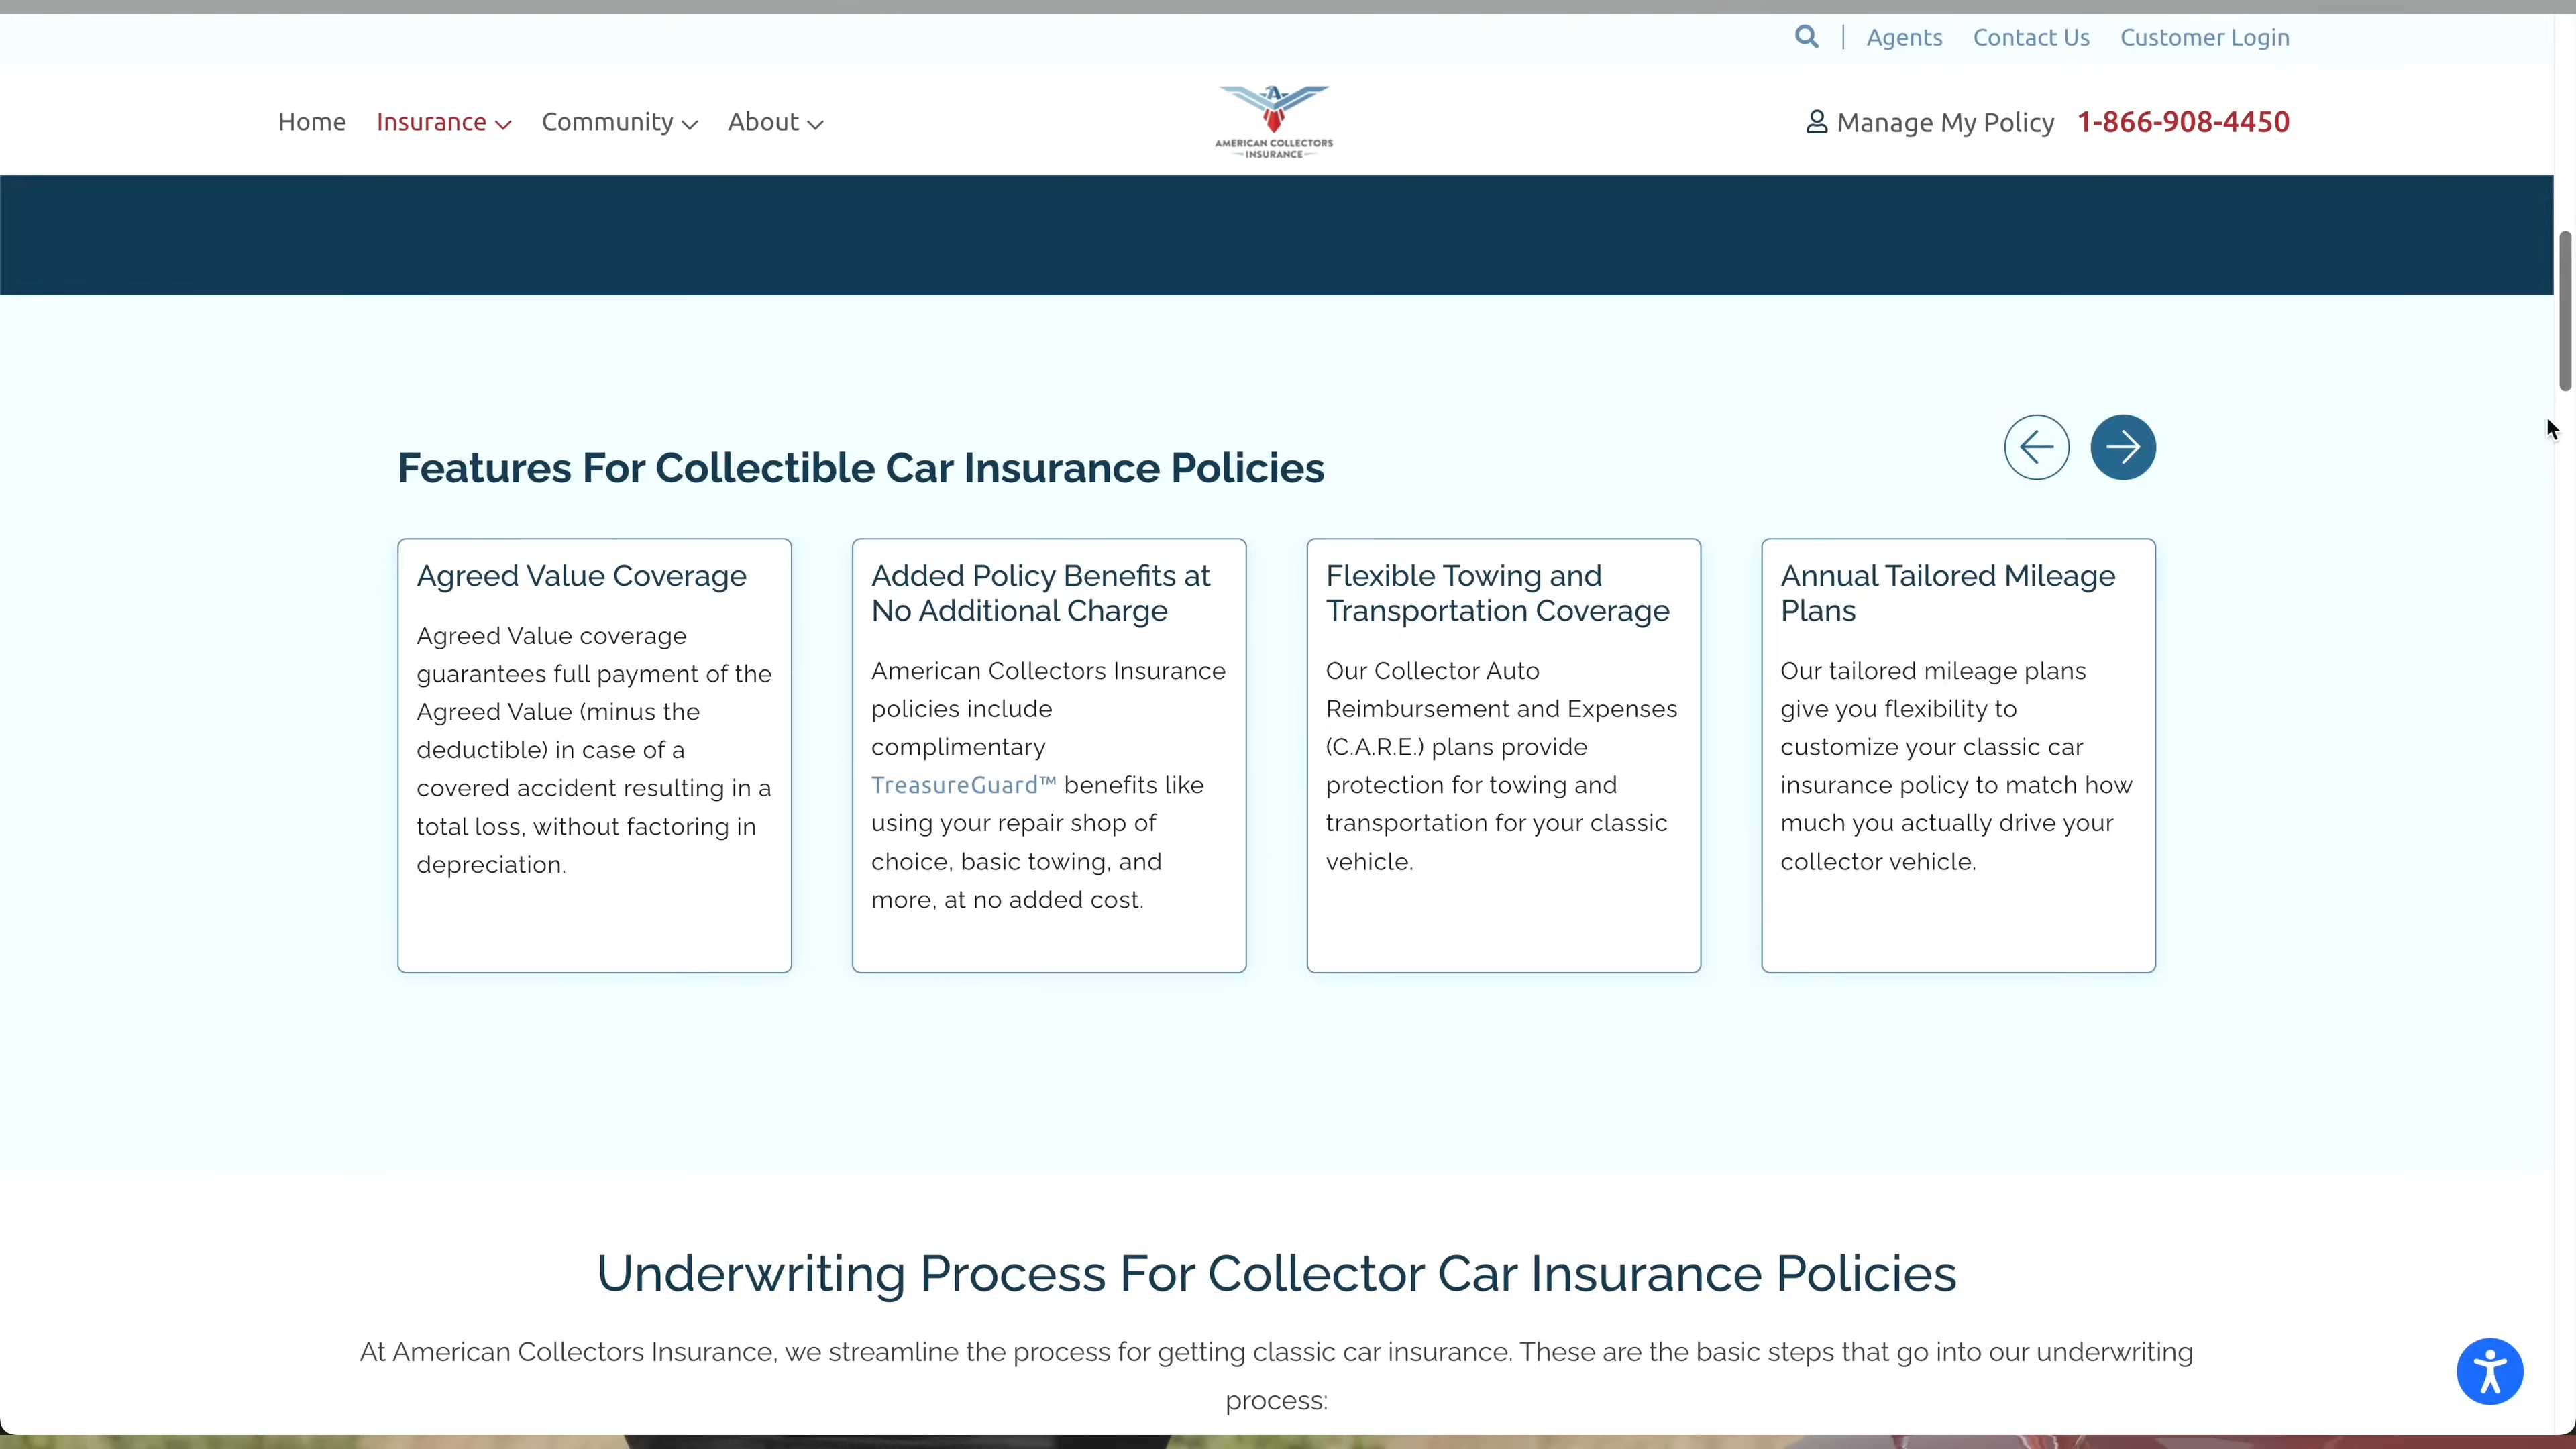 Agents Contact Us Customer Login
Home Insurance Community About
AMERICAN COLLECTORS
INSURANCE
Manage My Policy 1-866-908-4450
Features For Collectible Car Insurance Policies
Agreed Value Coverage
Agreed Value coverage
guarantees full payment of the
Agreed Value (minus the
deductible) in case of a
covered accident resulting in a
total loss, without factoring in
depreciation.
Added Policy Benefits at
No Additional Charge
American Collectors Insurance
policies include
complimentary
TreasureGuard™ benefits like
using your repair shop of
choice, basic towing, and
more, at no added cost.
Flexible Towing and
Transportation Coverage
Our Collector Auto
Reimbursement and Expenses
(C.A.R.E.) plans provide
protection for towing and
transportation for your classic
vehicle.
Annual Tailored Mileage
Plans
Our tailored mileage plans
give you flexibility to
customize your classic car
insurance policy to match how
much you actually drive your
collector vehicle.
Underwriting Process For Collector Car Insurance Policies
At American Collectors Insurance, we streamline the process for getting classic car insurance. These are the basic steps that go into our underwriting
process: